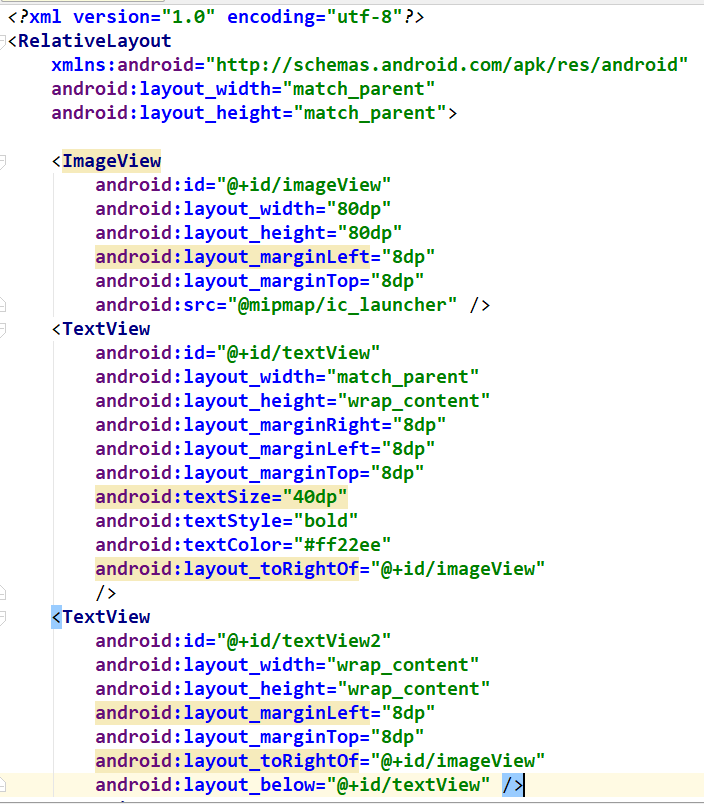 <?xml version="1.0" encoding="utf-8"?>
<RelativeLayout
    xmlns:android="http://schemas.android.com/apk/res/android"
    android:layout_width="match_parent"
    android:layout_height="match_parent">

    <ImageView
        android:id="@+id/imageView"
        android:layout_width="80dp"
        android:layout_height="80dp"
        android:layout_marginLeft="8dp"
        android:layout_marginTop="8dp"
        android:src="@mipmap/ic_launcher" />
    <TextView
        android:id="@+id/textView"
        android:layout_width="match_parent"
        android:layout_height="wrap_content"
        android:layout_marginRight="8dp"
        android:layout_marginLeft="8dp"
        android:layout_marginTop="8dp"
        android:textSize="40dp"
        android:textStyle="bold"
        android:textColor="#ff22ee"
        android:layout_toRightOf="@+id/imageView"
        />
    <TextView
        android:id="@+id/textView2"
        android:layout_width="wrap_content"
        android:layout_height="wrap_content"
        android:layout_marginLeft="8dp"
        android:layout_marginTop="8dp"
        android:layout_toRightOf="@+id/imageView"
        android:layout_below="@+id/textView" />